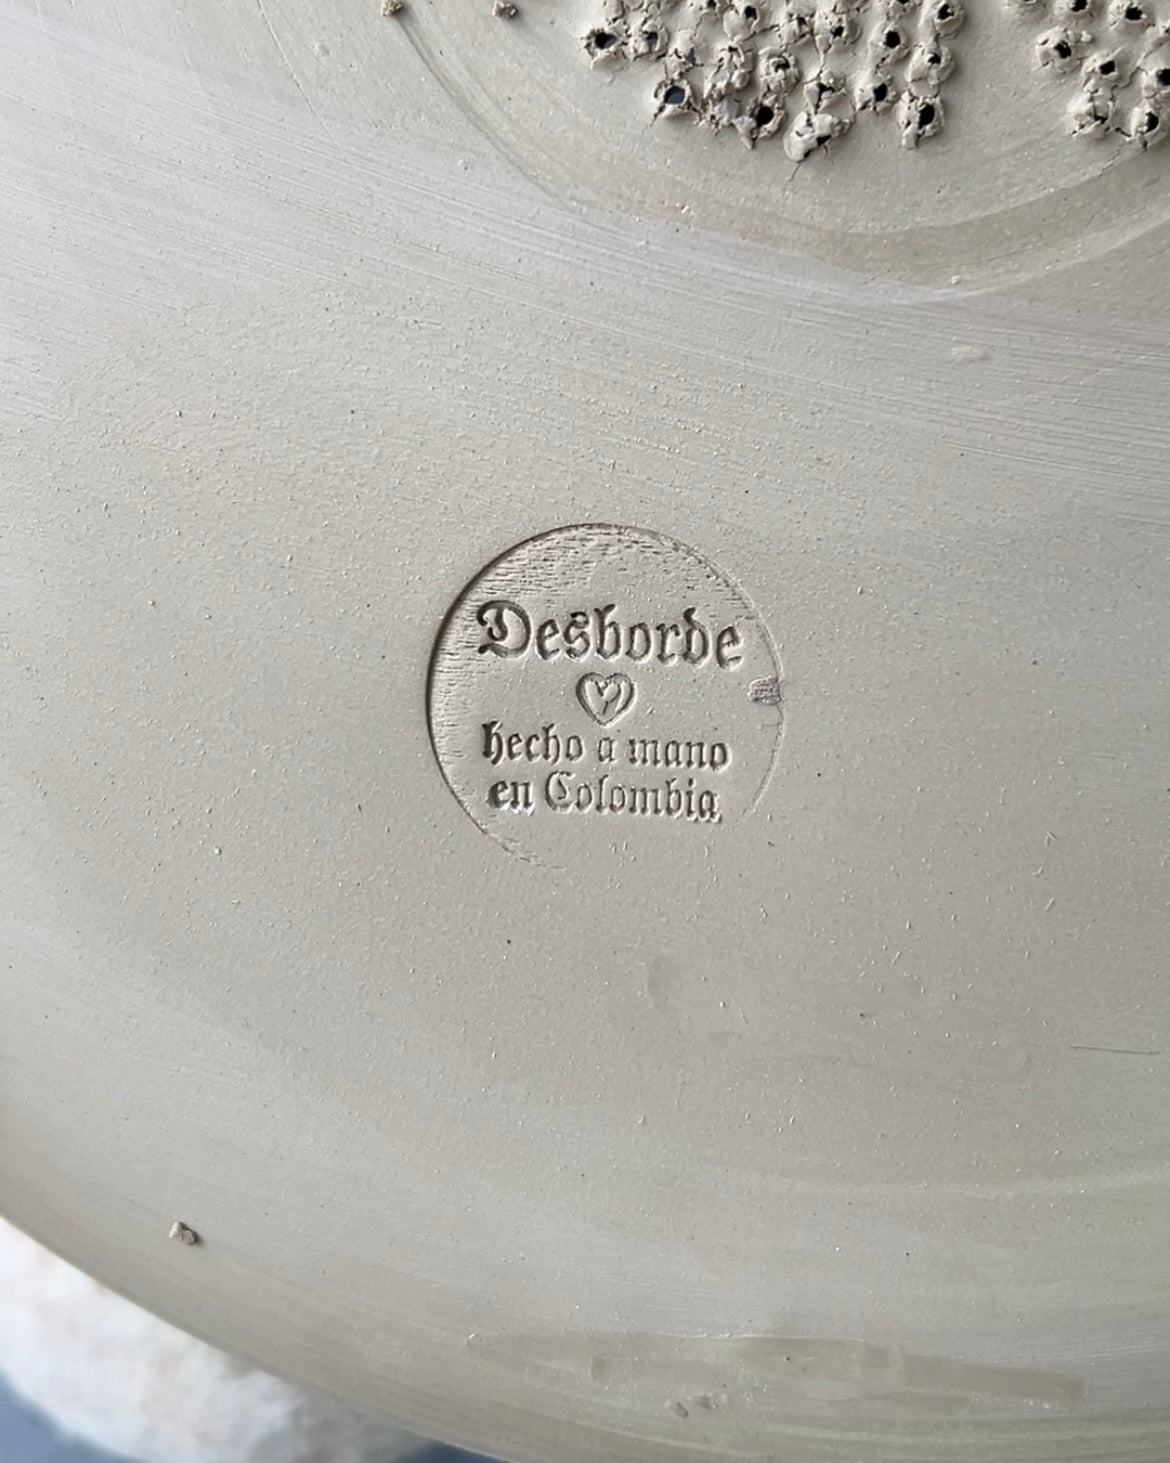 Desborde
hecho a mano
en Colombia